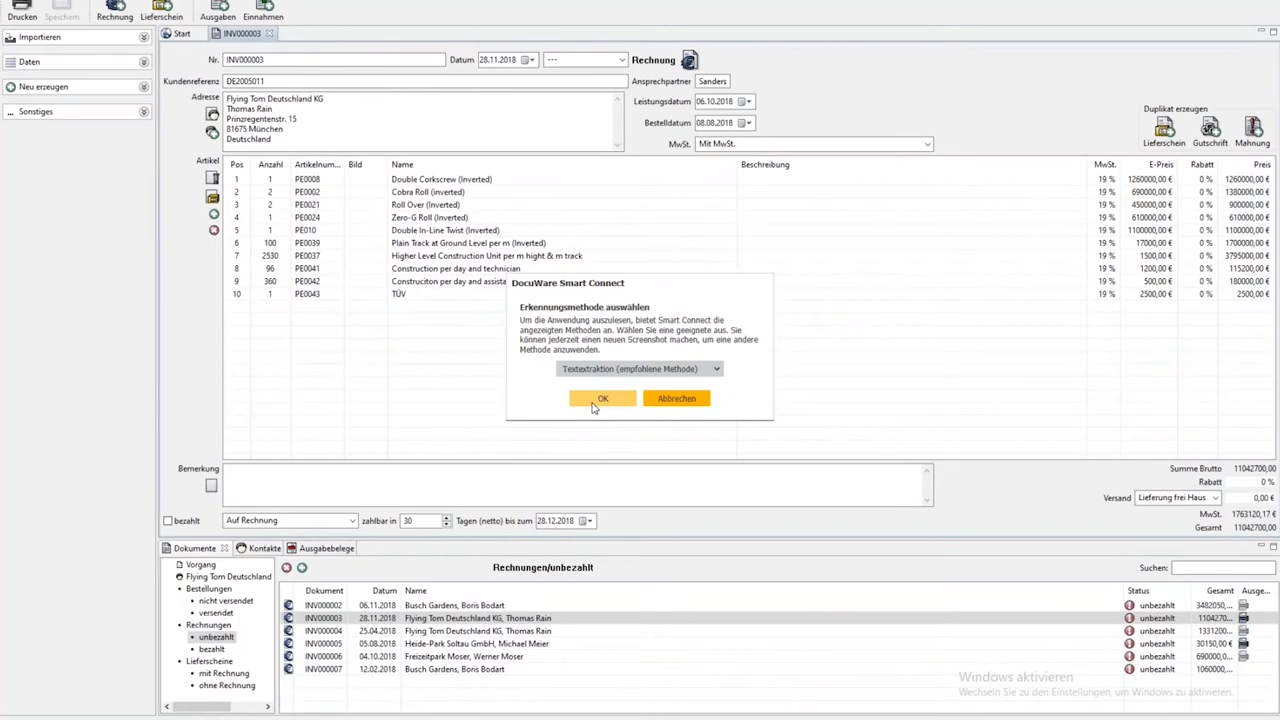 Drucken Speichern Rechnung Lieferschein Ausgaben Einnahmen
Importieren
Daten
Neu erzeugen
... Sonstiges
Start INV000003
Nr. INV000003 Datum 28.11.2018 --- Rechnung
Kundenreferenz DE2005011 Ansprechpartner Sanders
Adresse Flying Tom Deutschland KG
Thomas Rain
Prinzregentenstr. 15
81675 München
Deutschland
Leistungsdatum 06.10.2018
Bestelldatum 08.08.2018
MwSt. Mit MwSt.
Duplikat erzeugen
Lieferschein Gutschrift Mahnung
Artikel Pos Anzahl Artikelnum... Bild Name Beschreibung MwSt. E-Preis Rabatt Preis
1 1 PE0008 Double Corkscrew (Inverted) 19 % 1260000,00 € 0 % 1260000,00 €
2 2 PE0002 Cobra Roll (inverted) 19 % 690000,00 € 0 % 1380000,00 €
3 2 PE0021 Roll Over (Inverted) 19 % 450000,00 € 0 % 900000,00 €
4 1 PE0024 Zero-G Roll (Inverted) 19 % 610000,00 € 0 % 610000,00 €
5 1 PE010 Double In-Line Twist (Inverted) 19 % 1100000,00 € 0 % 1100000,00 €
6 100 PE0039 Plain Track at Ground Level per m (Inverted) 19 % 17000,00 € 0 % 1700000,00 €
7 2530 PE0037 Higher Level Construction Unit per m hight & m track 19 % 1500,00 € 0 % 3795000,00 €
8 96 PE0041 Construction per day and technician 19 % 1200,00 € 0 % 115200,00 €
9 360 PE0042 Construciton per day and assista 19 % 500,00 € 0 % 180000,00 €
10 1 PE0043 TÜV 19 % 2500,00 € 0 % 2500,00 €
DocuWare Smart Connect
Erkennungsmethode auswählen
Um die Anwendung auszulesen, bietet Smart Connect die
angezeigten Methoden an. Wählen Sie eine geeignete aus. Sie
können jederzeit einen neuen Screenshot machen, um eine andere
Methode anzuwenden.
Textextraktion (empfohlene Methode)
OK Abbrechen
Bemerkung
Summe Brutto 11042700,00
Rabatt 0 %
Versand Lieferung frei Haus 0,00 €
MwSt. 1763120,17 €
Gesamt 11042700,00
bezahlt Auf Rechnung zahlbar in 30 Tagen (netto) bis zum 28.12.2018
Dokumente Kontakte Ausgabebelege
Vorgang
Flying Tom Deutschland
Bestellungen
nicht versendet
versendet
Rechnungen
unbezahlt
bezahlt
Lieferscheine
mit Rechnung
ohne Rechnung
Rechnungen/unbezahlt Suchen:
Dokument Datum Name Status Gesamt Ausge...
INV000002 06.11.2018 Busch Gardens, Boris Bodart unbezahlt 3482050,...
INV000003 28.11.2018 Flying Tom Deutschland KG, Thomas Rain unbezahlt 1104270...
INV000004 25.04.2018 Flying Tom Deutschland KG, Thomas Rain unbezahlt 1331200...
INV000005 05.08.2018 Heide-Park Soltau GmbH, Michael Meier unbezahlt 30150,00 €
INV000006 04.10.2018 Freizeitpark Moser, Werner Moser unbezahlt 690000,0...
INV000007 12.02.2018 Busch Gardens, Boris Bodart unbezahlt 1060000,...
Windows aktivieren
Wechseln Sie zu den Einstellungen, um Windows zu aktivieren.